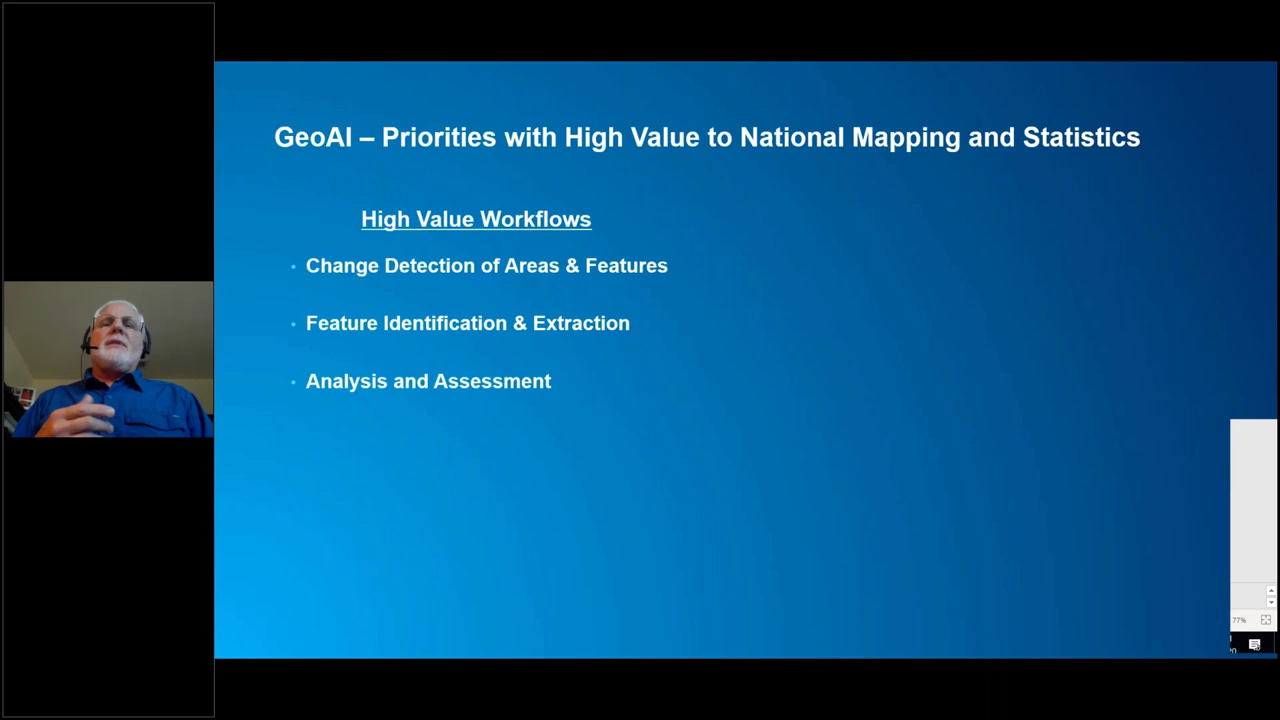 GeoAI – Priorities with High Value to National Mapping and Statistics
High Value Workflows
• Change Detection of Areas & Features
• Feature Identification & Extraction
• Analysis and Assessment
77%